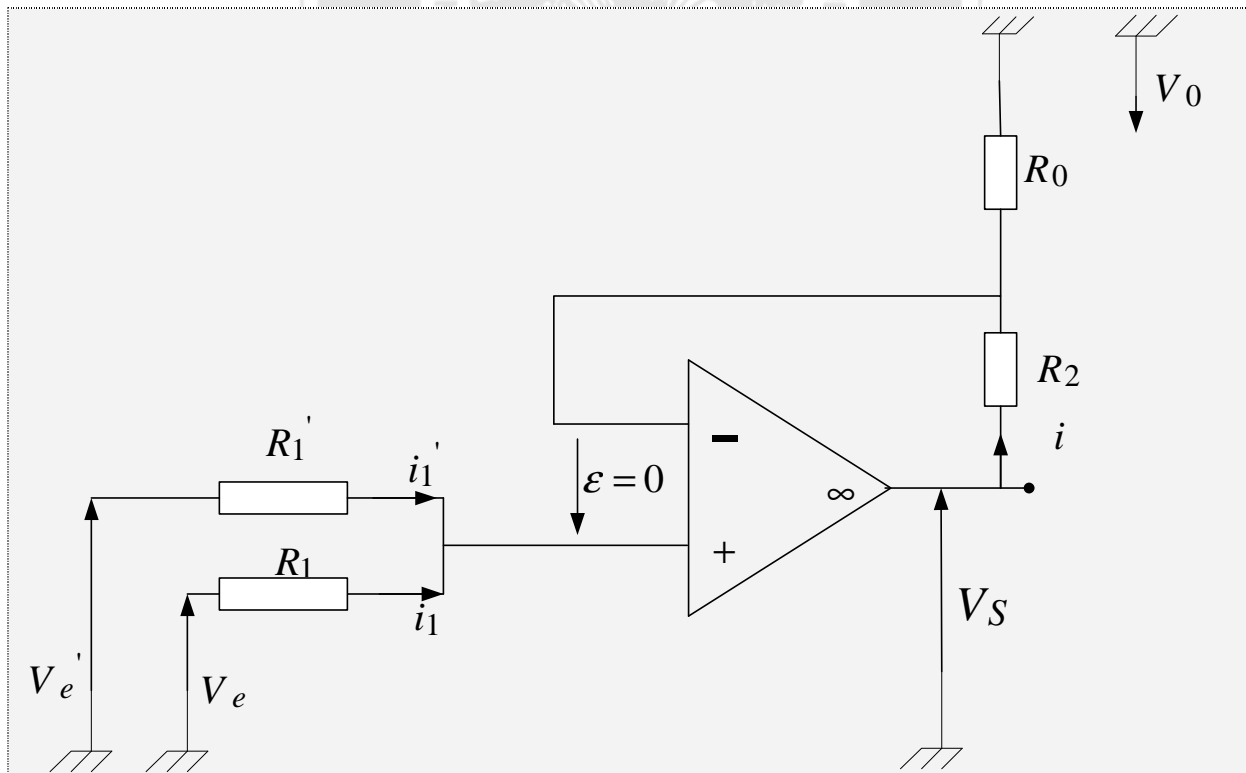 V0
R0
R2
i
R1'
i1'
ε = 0
−
∞
+
R1
i1
VS
Ve'
Ve